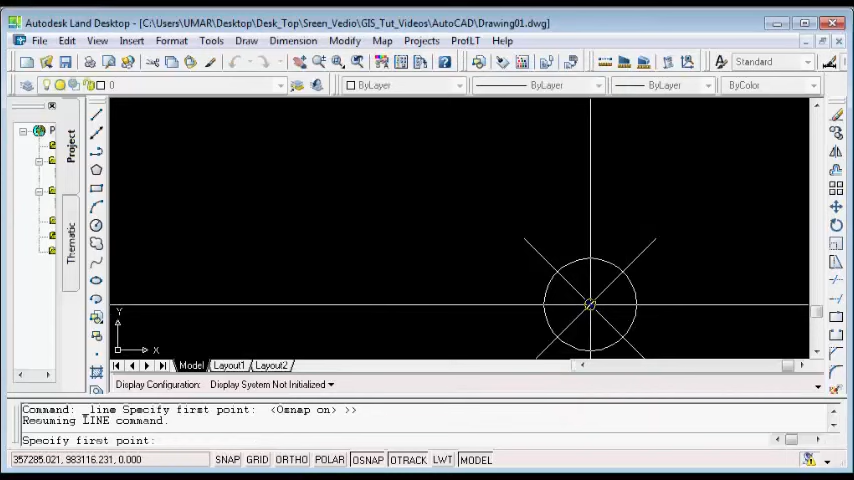 Autodesk Land Desktop - [C:\Users\UMAR\Desktop\Desk_Top\Sreen_Vedio\GIS_Tut_Videos\AutoCAD\Drawing01.dwg]
File Edit View Insert Format Tools Draw Dimension Modify Map Projects ProfLT Help
Standard
0 ByLayer ByLayer ByLayer ByColor
P
Project
Thematic
Y
X
Model Layout1 Layout2
Display Configuration: Display System Not Initialized
Command: _line Specify first point: <Osnap on> >>
Resuming LINE command.
Specify first point:
357285.021, 983116.231, 0.000 SNAP GRID ORTHO POLAR OSNAP OTRACK LWT MODEL